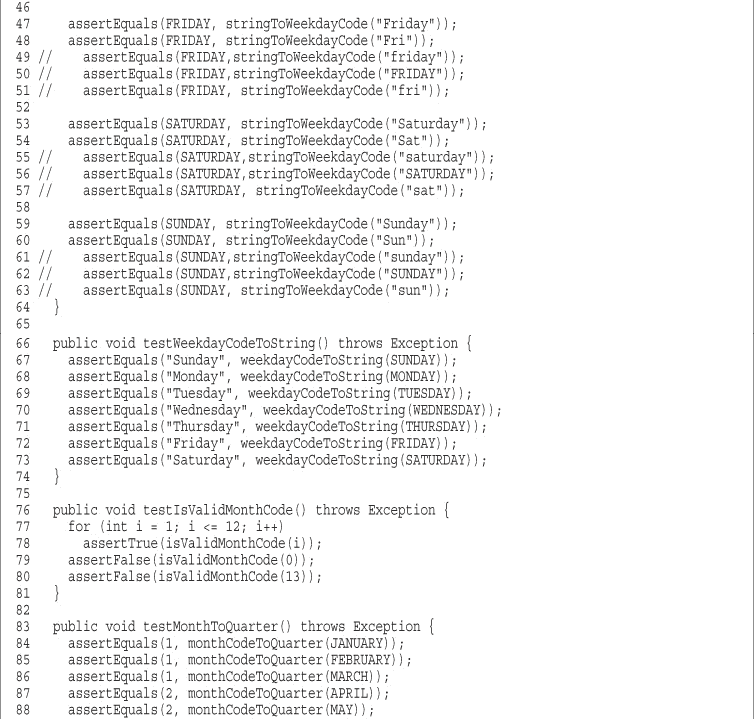 46
47     assertEquals(FRIDAY, stringToWeekdayCode("Friday"));
48     assertEquals(FRIDAY, stringToWeekdayCode("Fri"));
49 //    assertEquals(FRIDAY,stringToWeekdayCode("friday"));
50 //    assertEquals(FRIDAY,stringToWeekdayCode("FRIDAY"));
51 //    assertEquals(FRIDAY, stringToWeekdayCode("fri"));
52
53     assertEquals(SATURDAY, stringToWeekdayCode("Saturday"));
54     assertEquals(SATURDAY, stringToWeekdayCode("Sat"));
55 //    assertEquals(SATURDAY,stringToWeekdayCode("saturday"));
56 //    assertEquals(SATURDAY,stringToWeekdayCode("SATURDAY"));
57 //    assertEquals(SATURDAY, stringToWeekdayCode("sat"));
58
59     assertEquals(SUNDAY, stringToWeekdayCode("Sunday"));
60     assertEquals(SUNDAY, stringToWeekdayCode("Sun"));
61 //    assertEquals(SUNDAY,stringToWeekdayCode("sunday"));
62 //    assertEquals(SUNDAY,stringToWeekdayCode("SUNDAY"));
63 //    assertEquals(SUNDAY, stringToWeekdayCode("sun"));
64   }
65
66   public void testWeekdayCodeToString() throws Exception {
67     assertEquals("Sunday", weekdayCodeToString(SUNDAY));
68     assertEquals("Monday", weekdayCodeToString(MONDAY));
69     assertEquals("Tuesday", weekdayCodeToString(TUESDAY));
70     assertEquals("Wednesday", weekdayCodeToString(WEDNESDAY));
71     assertEquals("Thursday", weekdayCodeToString(THURSDAY));
72     assertEquals("Friday", weekdayCodeToString(FRIDAY));
73     assertEquals("Saturday", weekdayCodeToString(SATURDAY));
74   }
75
76   public void testIsValidMonthCode() throws Exception {
77     for (int i = 1; i <= 12; i++)
78       assertTrue(isValidMonthCode(i));
79     assertFalse(isValidMonthCode(0));
80     assertFalse(isValidMonthCode(13));
81   }
82
83   public void testMonthToQuarter() throws Exception {
84     assertEquals(1, monthCodeToQuarter(JANUARY));
85     assertEquals(1, monthCodeToQuarter(FEBRUARY));
86     assertEquals(1, monthCodeToQuarter(MARCH));
87     assertEquals(2, monthCodeToQuarter(APRIL));
88     assertEquals(2, monthCodeToQuarter(MAY));